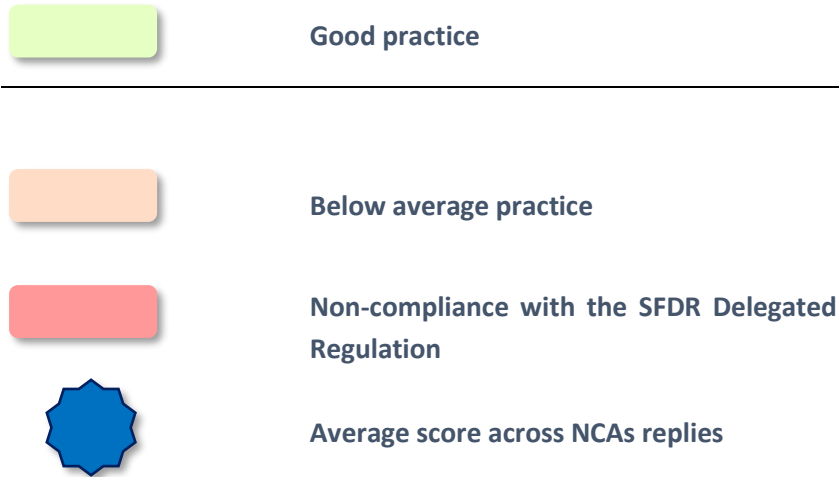 Good practice
Below average practice
Non-compliance with the SFDR Delegated
Regulation
Average score across NCAs replies